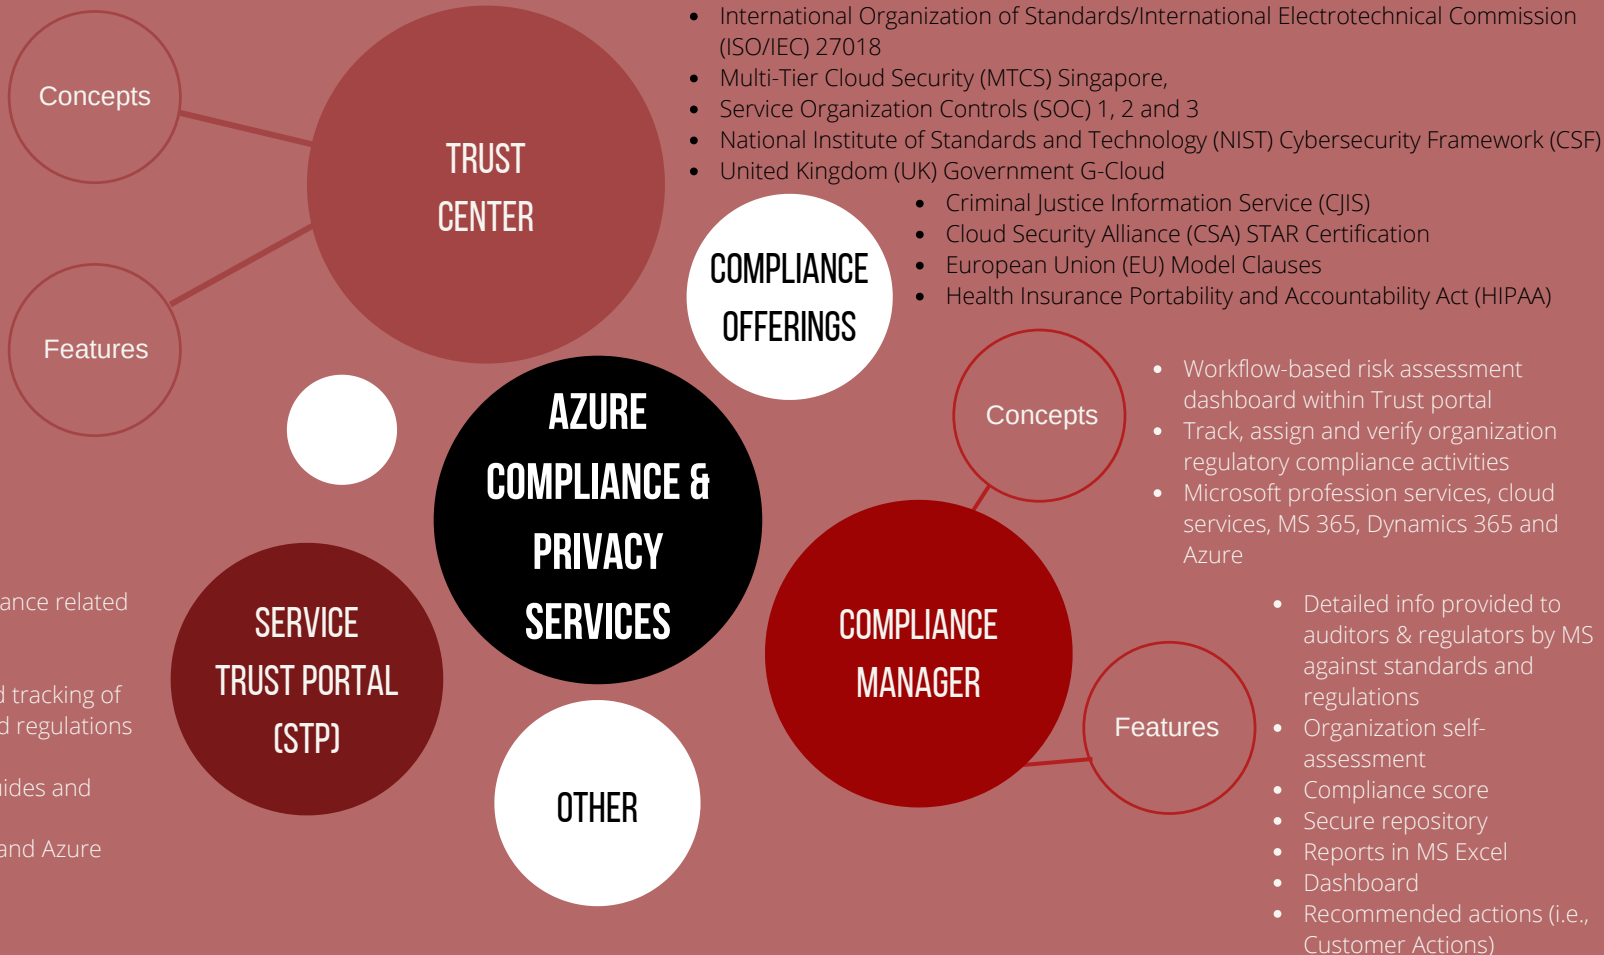 • International Organization of Standards/International Electrotechnical Commission
(ISO/IEC) 27018
• Multi-Tier Cloud Security (MTCS) Singapore,
• Service Organization Controls (SOC) 1, 2 and 3
• National Institute of Standards and Technology (NIST) Cybersecurity Framework (CSF)
• United Kingdom (UK) Government G-Cloud
• Criminal Justice Information Service (CJIS)
• Cloud Security Alliance (CSA) STAR Certification
• European Union (EU) Model Clauses
• Health Insurance Portability and Accountability Act (HIPAA)
Concepts
TRUST
CENTER
Features
COMPLIANCE
OFFERINGS
AZURE
COMPLIANCE &
PRIVACY
SERVICES
Concepts
• Workflow-based risk assessment
dashboard within Trust portal
• Track, assign and verify organization
regulatory compliance activities
• Microsoft profession services, cloud
services, MS 365, Dynamics 365 and
Azure
ance related
d tracking of
d regulations
uides and
and Azure
SERVICE
TRUST PORTAL
(STP)
OTHER
COMPLIANCE
MANAGER
Features
• Detailed info provided to
auditors & regulators by MS
against standards and
regulations
• Organization self-
assessment
• Compliance score
• Secure repository
• Reports in MS Excel
• Dashboard
• Recommended actions (i.e.,
Customer Actions)